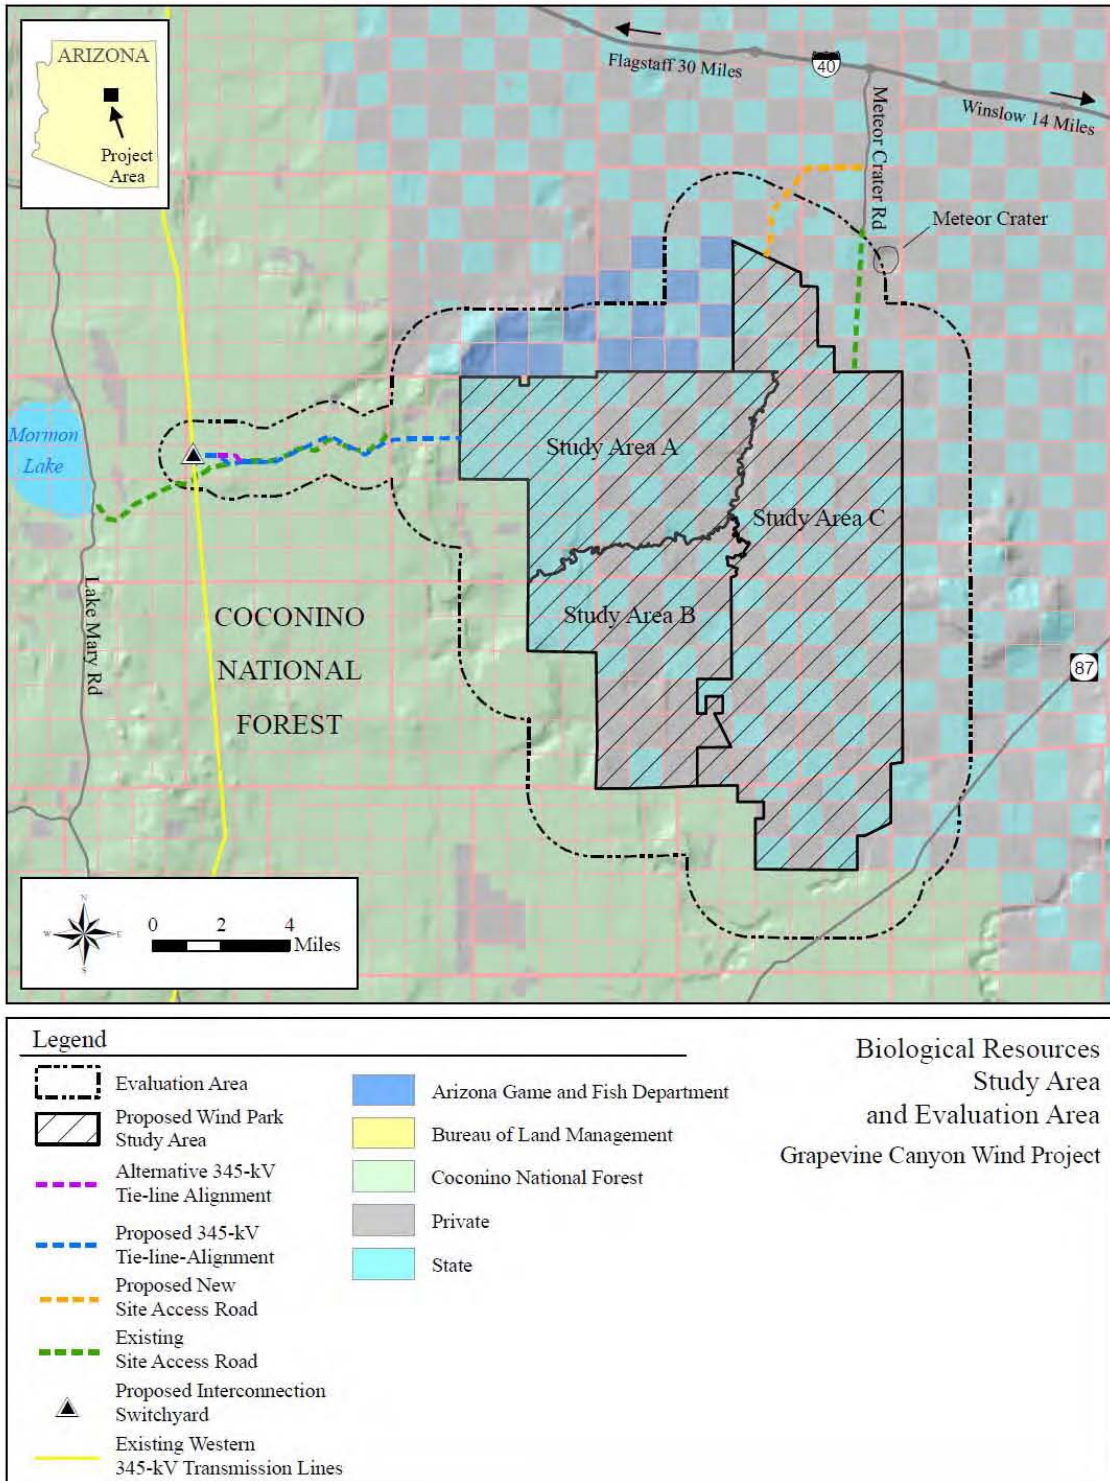 ARIZONA
Project
Area
Flagstaff 30 Miles
40
Winslow 14 Miles
Meteor Crater Rd
Meteor Crater
Mormon
Lake
Study Area A
Study Area C
Study Area B
Lake Mary Rd
COCONINO
NATIONAL
FOREST
87
N
W
E
S
0 2 4
Miles
Legend
Evaluation Area
Proposed Wind Park
Study Area
Alternative 345-kV
Tie-line Alignment
Proposed 345-kV
Tie-line-Alignment
Proposed New
Site Access Road
Existing
Site Access Road
Proposed Interconnection
Switchyard
Existing Western
345-kV Transmission Lines
Arizona Game and Fish Department
Bureau of Land Management
Coconino National Forest
Private
State
Biological Resources
Study Area
and Evaluation Area
Grapevine Canyon Wind Project